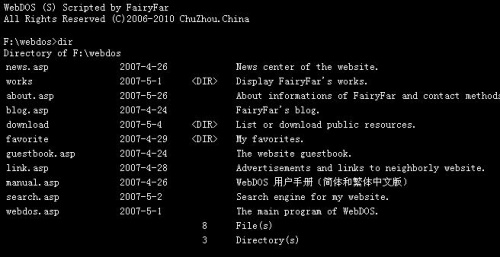 WebDOS (S) Scripted by FairyFar
All Rights Reserved (C)2006-2010 ChuZhou.China
F:\webdos>dir
Directory of F:\webdos
news.asp 2007-4-26 News center of the website.
works 2007-5-1 <DIR> Display FairyFar's works.
about.asp 2007-5-26 About informations of FairyFar and contact methods
blog.asp 2007-4-24 FairyFar's blog.
download 2007-5-4 <DIR> List or download public resources.
favorite 2007-4-29 <DIR> My favorites.
guestbook.asp 2007-4-24 The website guestbook.
link.asp 2007-4-28 Advertisements and links to neighborly website.
manual.asp 2007-4-26 WebDOS 用户手册(简体和繁体中文版)
search.asp 2007-5-2 Search engine for my website.
webdos.asp 2007-5-1 The main program of WebDOS.
8 File(s)
3 Directory(s)